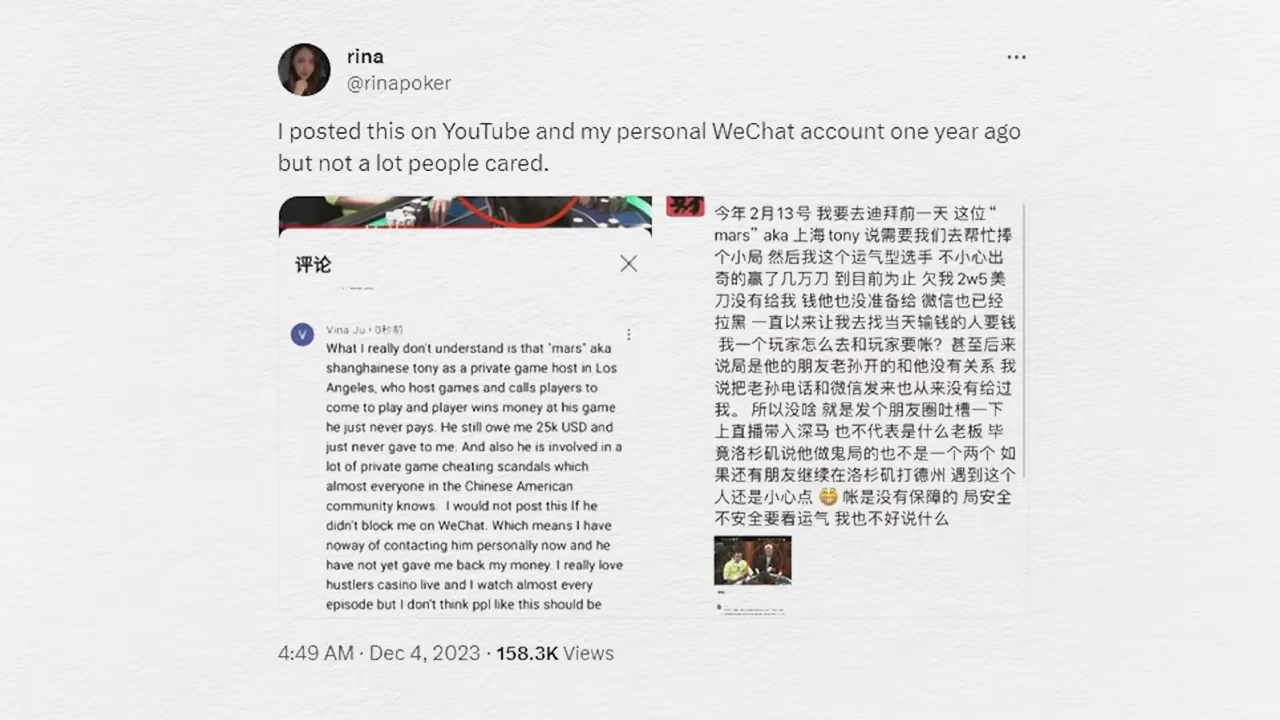 rina
@rinapoker
I posted this on YouTube and my personal WeChat account one year ago
but not a lot people cared.
评论
V
Vina Ju • 0秒前
What I really don't understand is that "mars" aka
shanghainese tony as a private game host in Los
Angeles, who host games and calls players to
come to play and player wins money at his game
he just never pays. He still owe me 25k USD and
just never gave to me. And also he is involved in a
lot of private game cheating scandals which
almost everyone in the Chinese American
community knows. I would not post this If he
didn't block me on WeChat. Which means I have
noway of contacting him personally now and he
have not yet gave me back my money. I really love
hustlers casino live and I watch almost every
episode but I don't think ppl like this should be
财
今年2月13号 我要去迪拜前一天 这位“
mars” aka 上海tony 说需要我们去帮忙捧
个小局 然后我这个运气型选手 不小心出
奇的赢了几万刀 到目前为止 欠我2w5美
刀没有给我 钱他也没准备给 微信也已经
拉黑 一直以来让我去找当天输钱的人要钱
我一个玩家怎么去和玩家要帐？甚至后来
说局是他的朋友老孙开的和他没有关系 我
说把老孙电话和微信发来也从来没有给过
我。 所以没啥 就是发个朋友圈吐槽一下
上直播带入深马 也不代表是什么老板 毕
竟洛杉矶说他做鬼局的也不是一个两个 如
果还有朋友继续在洛杉矶打德州 遇到这个
人还是小心点 😁 帐是没有保障的 局安全
不安全要看运气 我也不好说什么
4:49 AM · Dec 4, 2023 · 158.3K Views